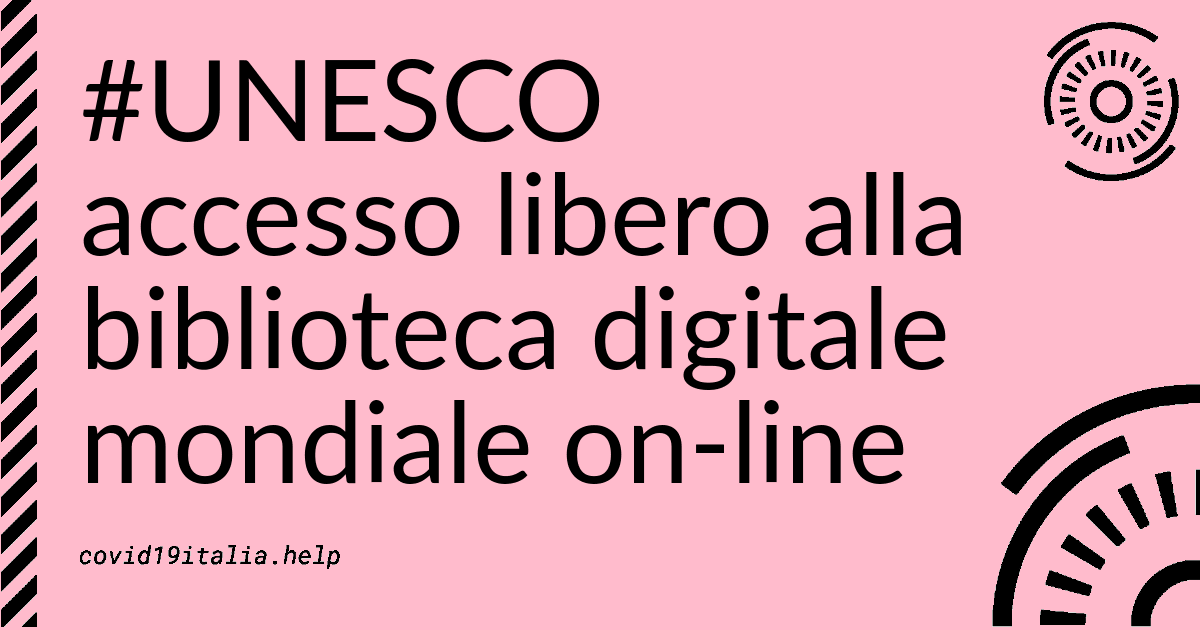 #UNESCO
accesso libero alla
biblioteca digitale
mondiale on-line
covid19italia.help